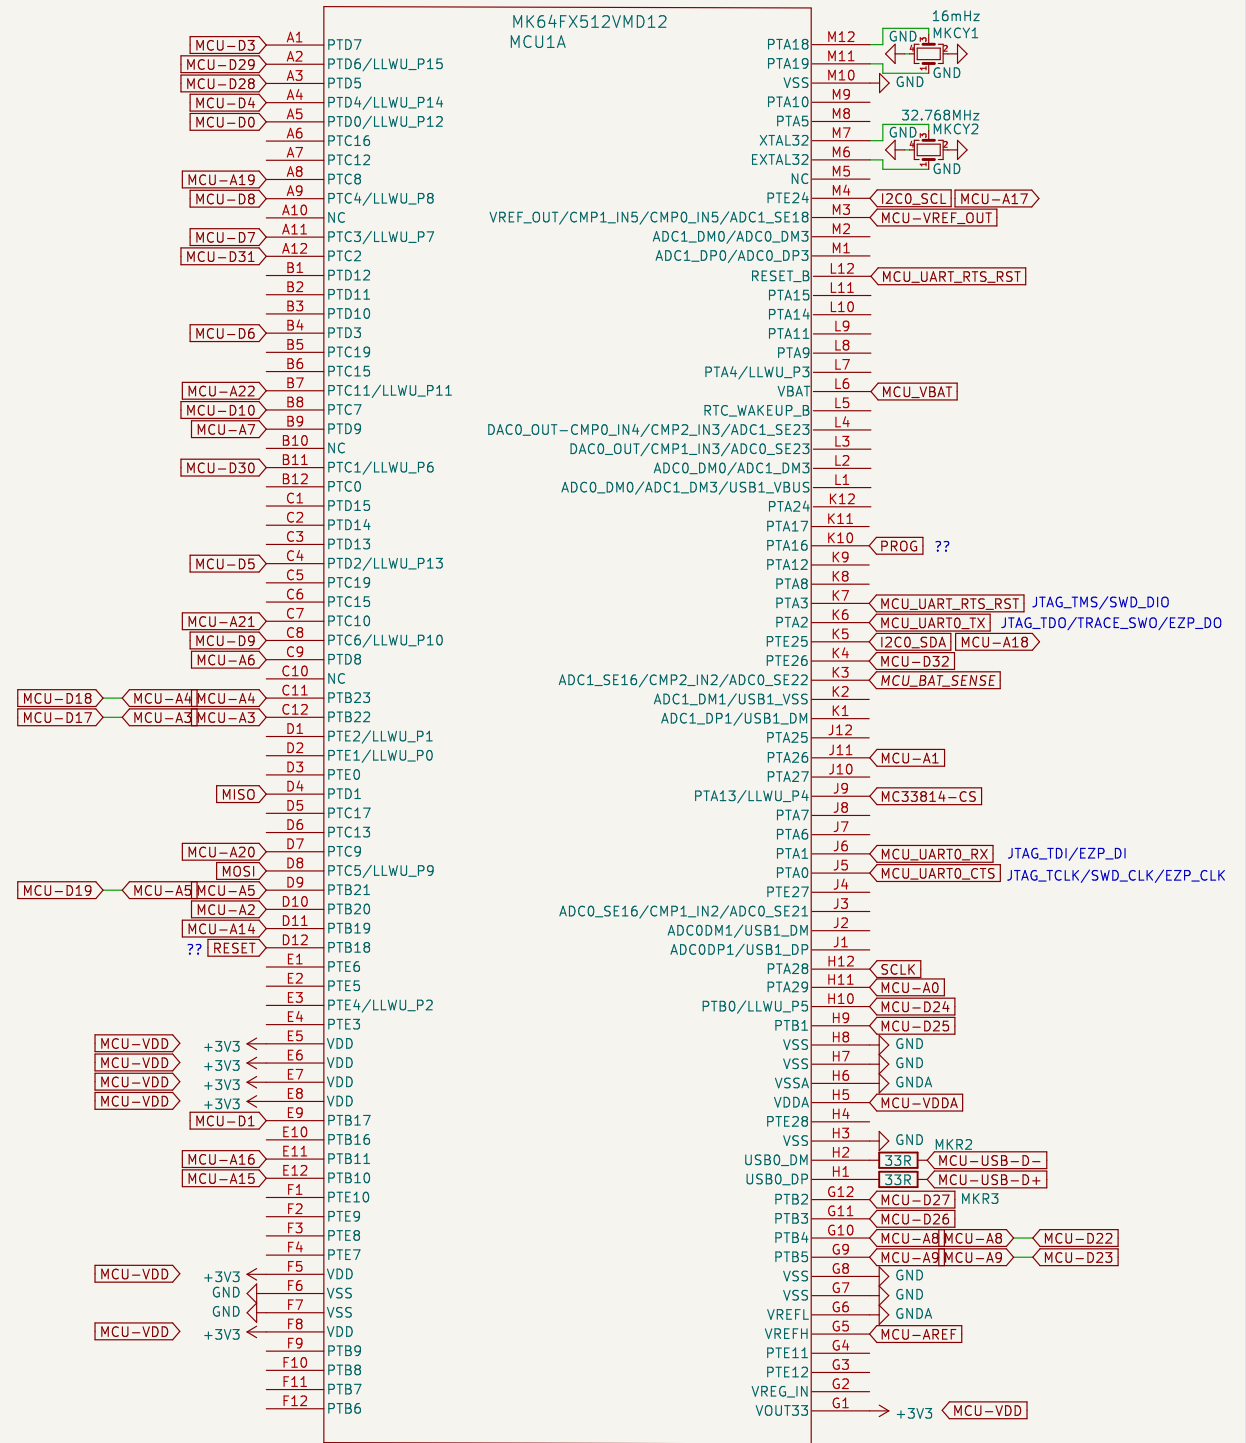 MK64FX512VMD12
MCU1A
MCU-D3 A1 PTD7
MCU-D29 A2 PTD6/LLWU_P15
MCU-D28 A3 PTD5
MCU-D4 A4 PTD4/LLWU_P14
MCU-D0 A5 PTD0/LLWU_P12
A6 PTC16
A7 PTC12
MCU-A19 A8 PTC8
MCU-D8 A9 PTC4/LLWU_P8
A10 NC
MCU-D7 A11 PTC3/LLWU_P7
MCU-D31 A12 PTC2
B1 PTD12
B2 PTD11
B3 PTD10
MCU-D6 B4 PTD3
B5 PTC19
B6 PTC15
MCU-A22 B7 PTC11/LLWU_P11
MCU-D10 B8 PTC7
MCU-A7 B9 PTD9
B10 NC
MCU-D30 B11 PTC1/LLWU_P6
B12 PTC0
C1 PTD15
C2 PTD14
C3 PTD13
MCU-D5 C4 PTD2/LLWU_P13
C5 PTC19
C6 PTC15
MCU-A21 C7 PTC10
MCU-D9 C8 PTC6/LLWU_P10
MCU-A6 C9 PTD8
C10 NC
MCU-D18 MCU-A4 MCU-A4 C11 PTB23
MCU-D17 MCU-A3 MCU-A3 C12 PTB22
D1 PTE2/LLWU_P1
D2 PTE1/LLWU_P0
D3 PTE0
MISO D4 PTD1
D5 PTC17
D6 PTC13
MCU-A20 D7 PTC9
MOSI D8 PTC5/LLWU_P9
MCU-D19 MCU-A5 MCU-A5 D9 PTB21
MCU-A2 D10 PTB20
MCU-A14 D11 PTB19
?? RESET D12 PTB18
E1 PTE6
E2 PTE5
E3 PTE4/LLWU_P2
E4 PTE3
MCU-VDD +3V3 E5 VDD
MCU-VDD +3V3 E6 VDD
MCU-VDD +3V3 E7 VDD
MCU-VDD +3V3 E8 VDD
MCU-D1 E9 PTB17
E10 PTB16
MCU-A16 E11 PTB11
MCU-A15 E12 PTB10
F1 PTE10
F2 PTE9
F3 PTE8
F4 PTE7
MCU-VDD +3V3 F5 VDD
GND F6 VSS
GND F7 VSS
MCU-VDD +3V3 F8 VDD
F9 PTB9
F10 PTB8
F11 PTB7
F12 PTB6
16mHz
PTA18 M12 GND 3 MKCY1
4 2
PTA19 M11 1 GND
VSS M10 GND
PTA10 M9
32.768MHz
PTA5 M8
XTAL32 M7 GND 3 MKCY2
4 2
EXTAL32 M6 1 GND
NC M5
PTE24 M4 I2C0_SCL MCU-A17
VREF_OUT/CMP1_IN5/CMP0_IN5/ADC1_SE18 M3 MCU-VREF_OUT
ADC1_DM0/ADC0_DM3 M2
ADC1_DP0/ADC0_DP3 M1
RESET_B L12 MCU_UART_RTS_RST
PTA15 L11
PTA14 L10
PTA11 L9
PTA9 L8
PTA4/LLWU_P3 L7
VBAT L6 MCU_VBAT
RTC_WAKEUP_B L5
DAC0_OUT-CMP0_IN4/CMP2_IN3/ADC1_SE23 L4
DAC0_OUT/CMP1_IN3/ADC0_SE23 L3
ADC0_DM0/ADC1_DM3 L2
ADC0_DM0/ADC1_DM3/USB1_VBUS L1
PTA24 K12
PTA17 K11
PTA16 K10 PROG ??
PTA12 K9
PTA8 K8
PTA3 K7 MCU_UART_RTS_RST JTAG_TMS/SWD_DIO
PTA2 K6 MCU_UART0_TX JTAG_TDO/TRACE_SWO/EZP_DO
PTE25 K5 I2C0_SDA MCU-A18
PTE26 K4 MCU-D32
ADC1_SE16/CMP2_IN2/ADC0_SE22 K3 MCU_BAT_SENSE
ADC1_DM1/USB1_VSS K2
ADC1_DP1/USB1_DM K1
PTA25 J12
PTA26 J11 MCU-A1
PTA27 J10
PTA13/LLWU_P4 J9 MC33814-CS
PTA7 J8
PTA6 J7
PTA1 J6 MCU_UART0_RX JTAG_TDI/EZP_DI
PTA0 J5 MCU_UART0_CTS JTAG_TCLK/SWD_CLK/EZP_CLK
PTE27 J4
ADC0_SE16/CMP1_IN2/ADC0_SE21 J3
ADC0DM1/USB1_DM J2
ADC0DP1/USB1_DP J1
PTA28 H12 SCLK
PTA29 H11 MCU-A0
PTB0/LLWU_P5 H10 MCU-D24
PTB1 H9 MCU-D25
VSS H8 GND
VSS H7 GND
VSSA H6 GNDA
VDDA H5 MCU-VDDA
PTE28 H4
VSS H3 GND MKR2
USB0_DM H2 33R MCU-USB-D-
USB0_DP H1 33R MCU-USB-D+
PTB2 G12 MCU-D27 MKR3
PTB3 G11 MCU-D26
PTB4 G10 MCU-A8 MCU-A8 MCU-D22
PTB5 G9 MCU-A9 MCU-A9 MCU-D23
VSS G8 GND
VSS G7 GND
VREFL G6 GNDA
VREFH G5 MCU-AREF
PTE11 G4
PTE12 G3
VREG_IN G2
VOUT33 G1 +3V3 MCU-VDD